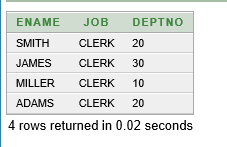 ENAME JOB DEPTNO
SMITH CLERK 20
JAMES CLERK 30
MILLER CLERK 10
ADAMS CLERK 20
4 rows returned in 0.02 seconds